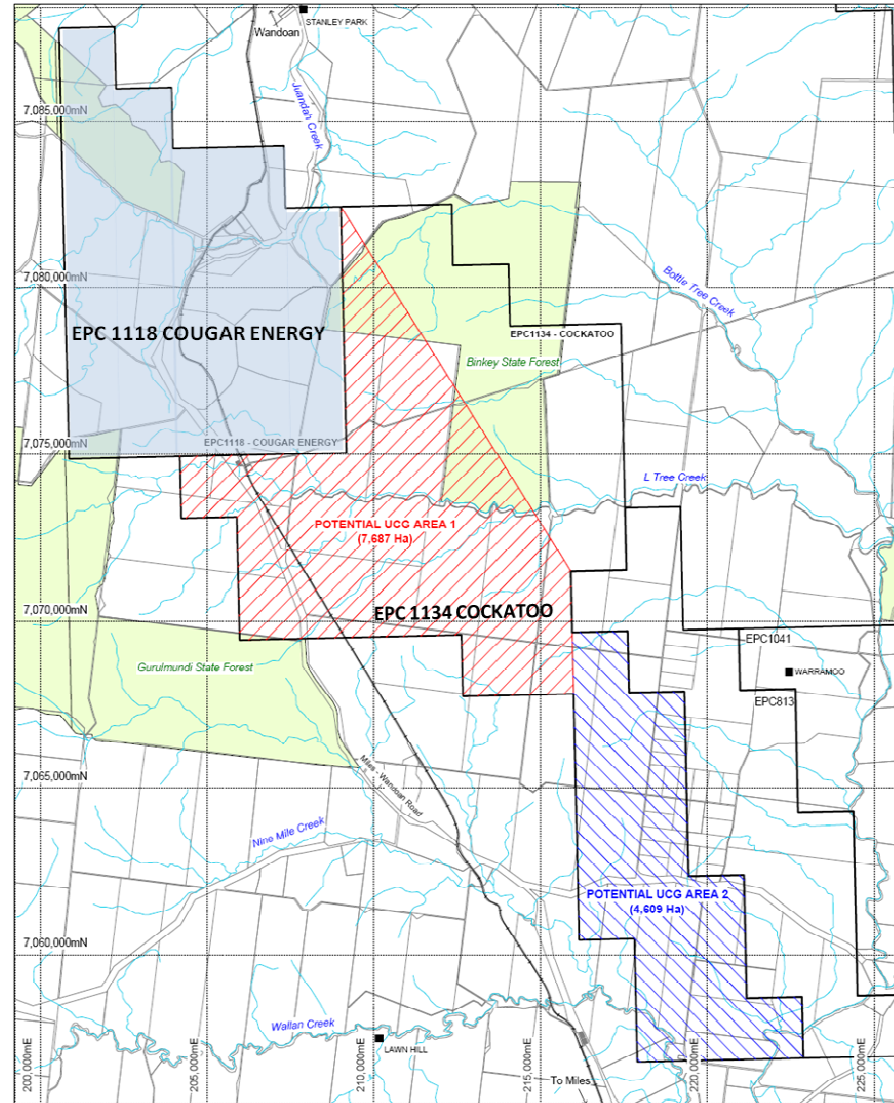 STANLEY PARK
Wandoan
Juandah Creek
7,085,000mN
Bottle Tree Creek
7,080,000mN
EPC 1118 COUGAR ENERGY
EPC1134 - COCKATOO
Binkey State Forest
7,075,000mN
EPC1118 - COUGAR ENERGY
L Tree Creek
POTENTIAL UCG AREA 1
(7,687 Ha)
7,070,000mN
EPC 1134 COCKATOO
EPC1041
Gurulmundi State Forest
WARRAMOO
EPC813
7,065,000mN
Miles - Wandoan Road
Nine Mile Creek
POTENTIAL UCG AREA 2
(4,609 Ha)
7,060,000mN
Wallan Creek
LAWN HILL
200,000mE
205,000mE
210,000mE
215,000mE
220,000mE
225,000mE
To Miles